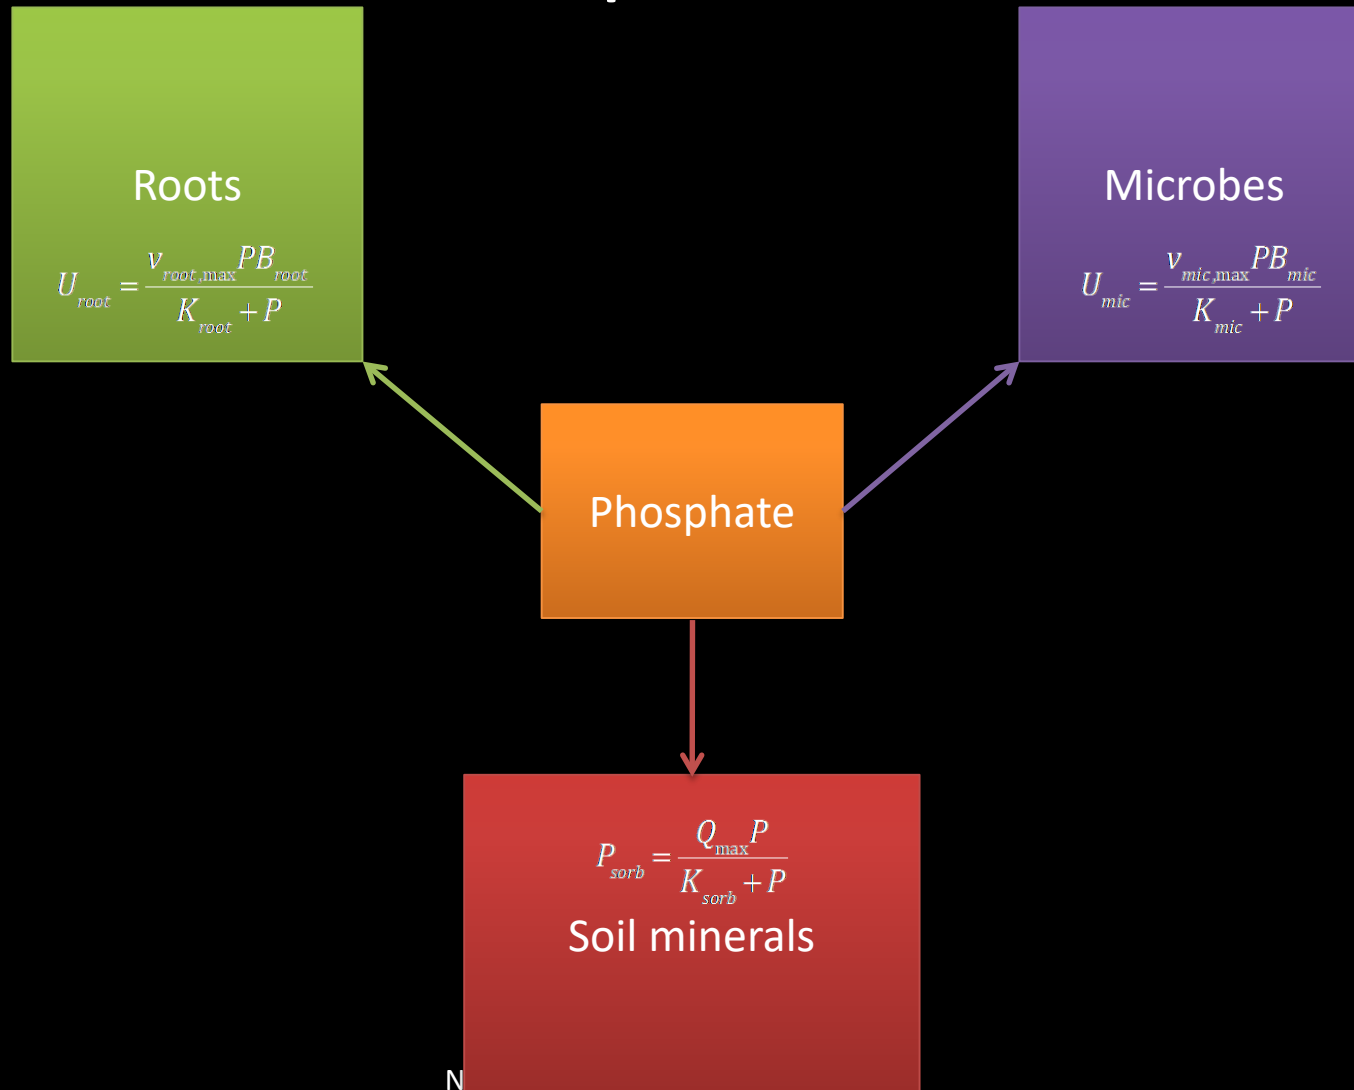 Roots
U_root = v_root,max P B_root / (K_root + P)
Microbes
U_mic = v_mic,max P B_mic / (K_mic + P)
Phosphate
P_sorb = Q_max P / (K_sorb + P)
Soil minerals
N